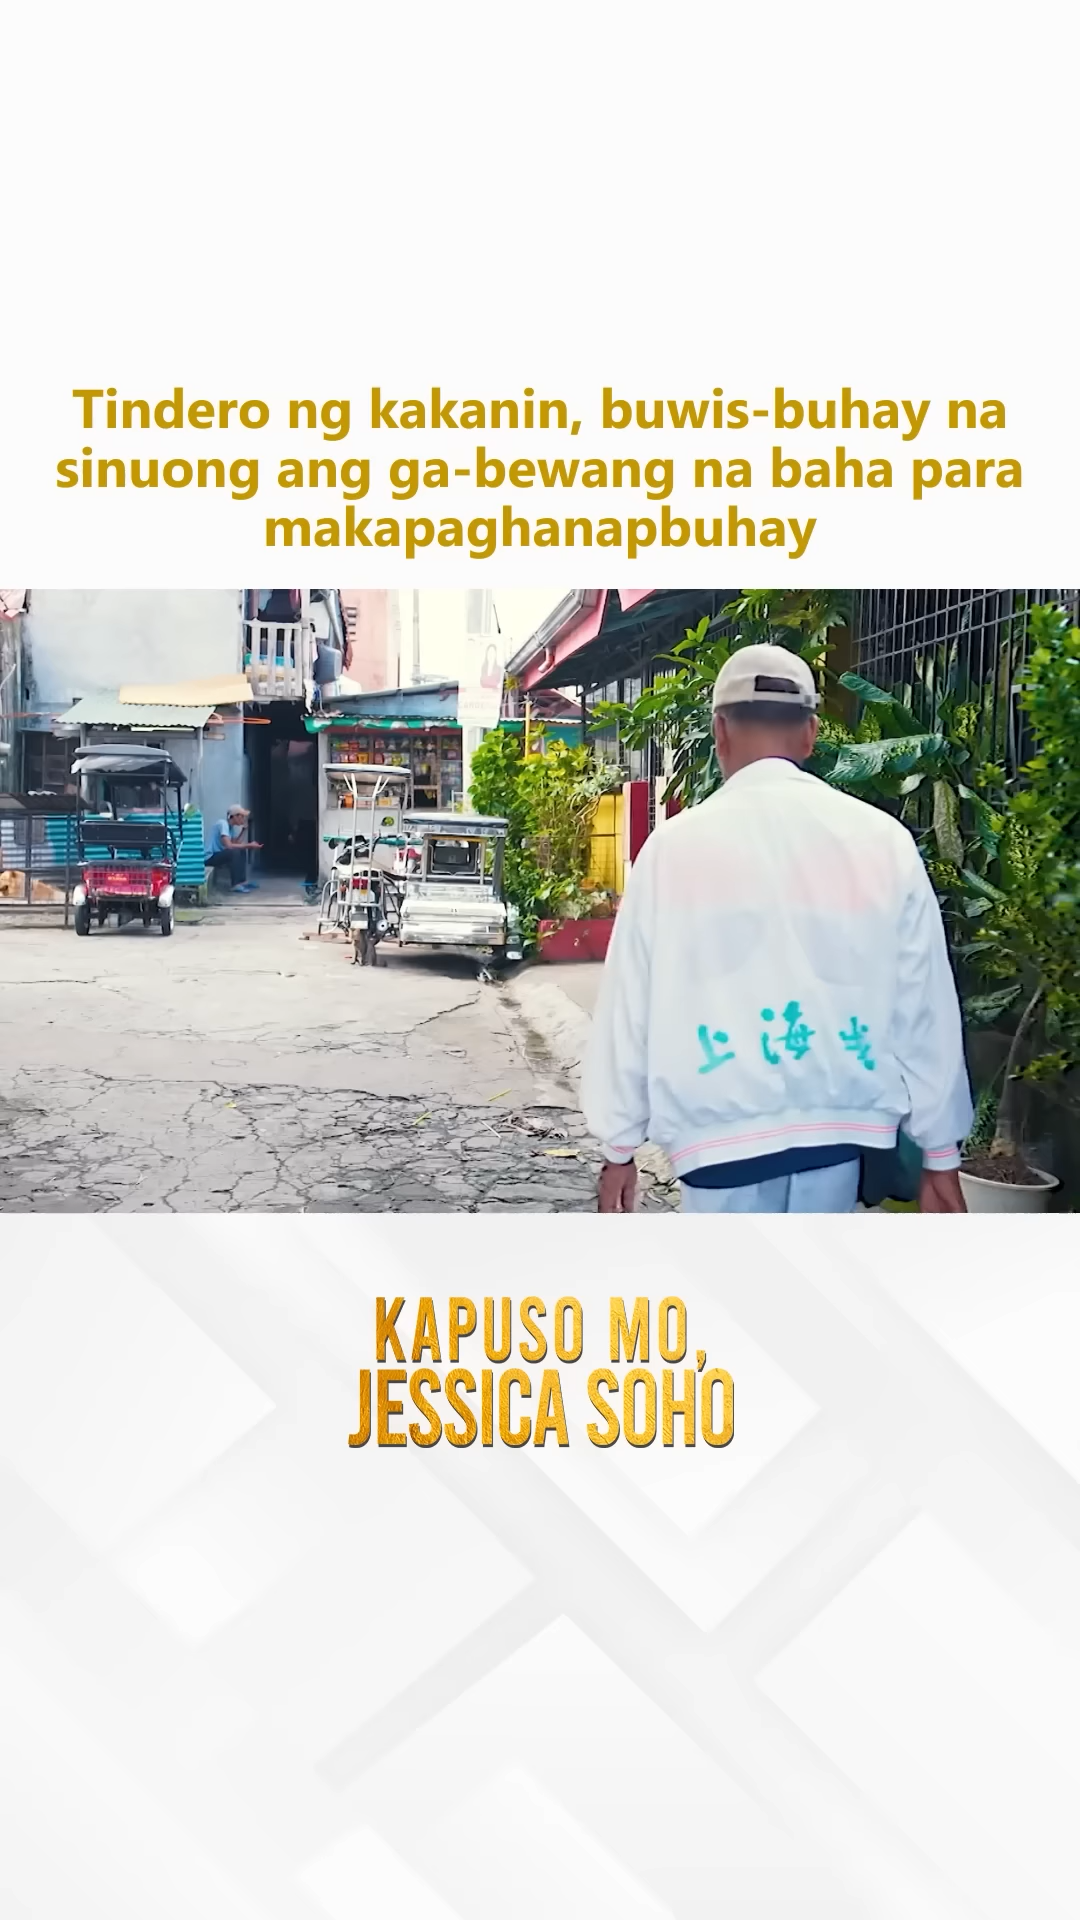 Tindero ng kakanin, buwis-buhay na
sinuong ang ga-bewang na baha para
makapaghanapbuhay
上海
KAPUSO MO,
JESSICA SOHO